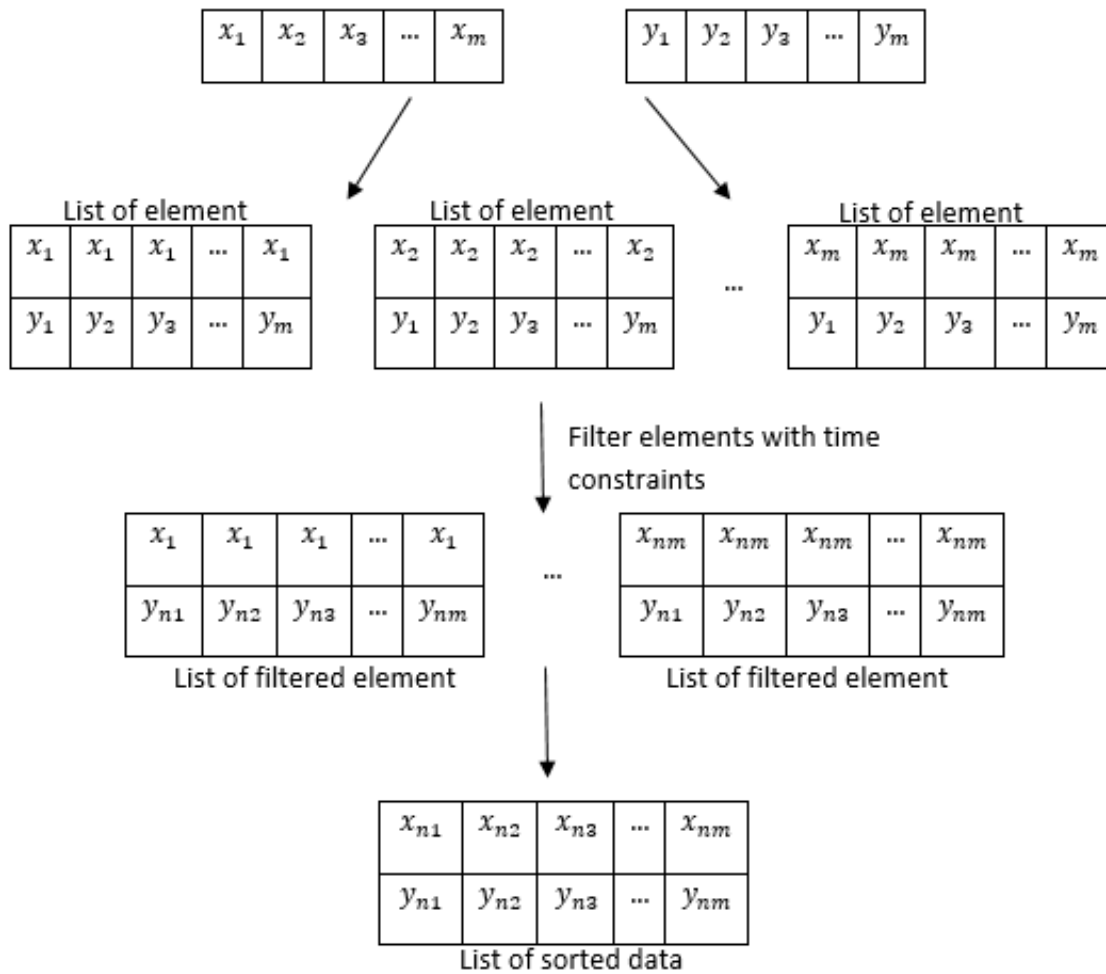 x₁ x₂ x₃ ... xₘ y₁ y₂ y₃ ... yₘ
List of element List of element List of element
x₁ x₁ x₁ ... x₁ x₂ x₂ x₂ ... x₂ xₘ xₘ xₘ ... xₘ
...
y₁ y₂ y₃ ... yₘ y₁ y₂ y₃ ... yₘ y₁ y₂ y₃ ... yₘ
Filter elements with time
constraints
x₁ x₁ x₁ ... x₁ xₙₘ xₙₘ xₙₘ ... xₙₘ
...
yₙ₁ yₙ₂ yₙ₃ ... yₙₘ yₙ₁ yₙ₂ yₙ₃ ... yₙₘ
List of filtered element List of filtered element
xₙ₁ xₙ₂ xₙ₃ ... xₙₘ
yₙ₁ yₙ₂ yₙ₃ ... yₙₘ
List of sorted data